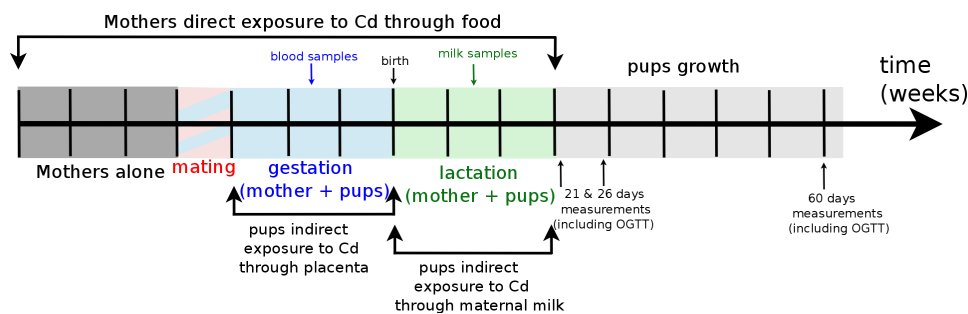 Mothers direct exposure to Cd through food
blood samples
birth
milk samples
pups growth
time
(weeks)
Mothers alone
mating
gestation
(mother + pups)
lactation
(mother + pups)
21 & 26 days
measurements
(including OGTT)
60 days
measurements
(including OGTT)
pups indirect
exposure to Cd
through placenta
pups indirect
exposure to Cd
through maternal milk